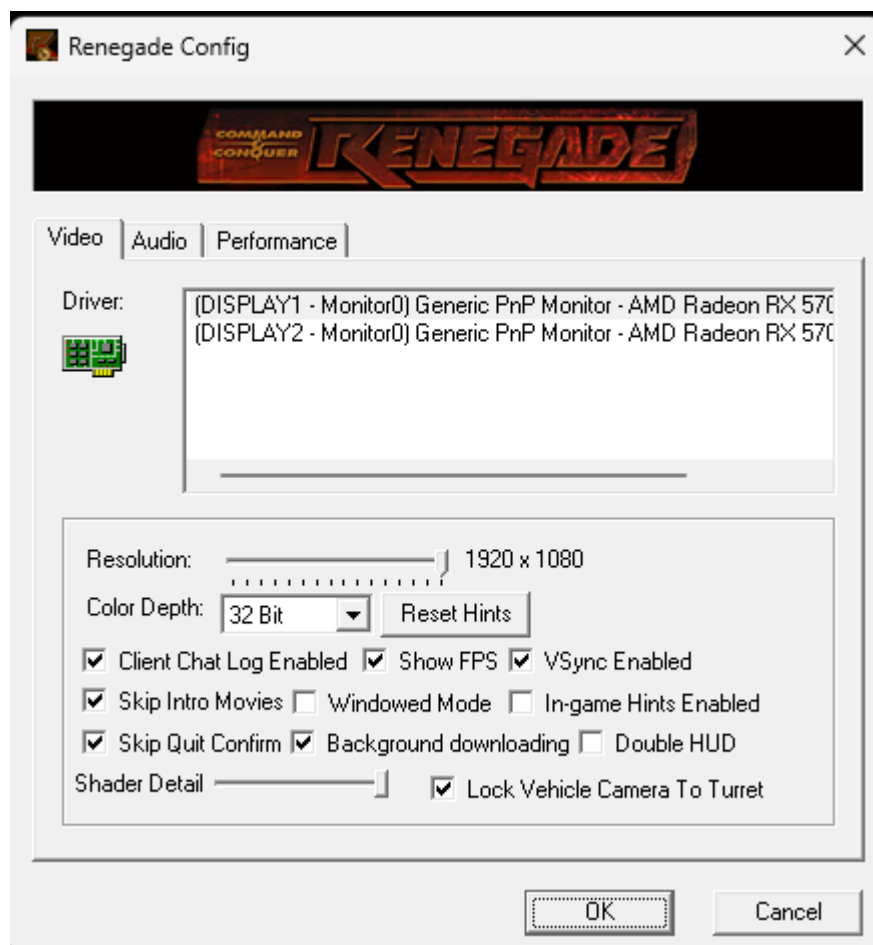 Renegade Config
COMMAND & CONQUER RENEGADE
Video Audio Performance
Driver:
(DISPLAY1 - Monitor0) Generic PnP Monitor - AMD Radeon RX 570
(DISPLAY2 - Monitor0) Generic PnP Monitor - AMD Radeon RX 570
Resolution: 1920 x 1080
Color Depth: 32 Bit Reset Hints
Client Chat Log Enabled Show FPS VSync Enabled
Skip Intro Movies Windowed Mode In-game Hints Enabled
Skip Quit Confirm Background downloading Double HUD
Shader Detail Lock Vehicle Camera To Turret
OK Cancel